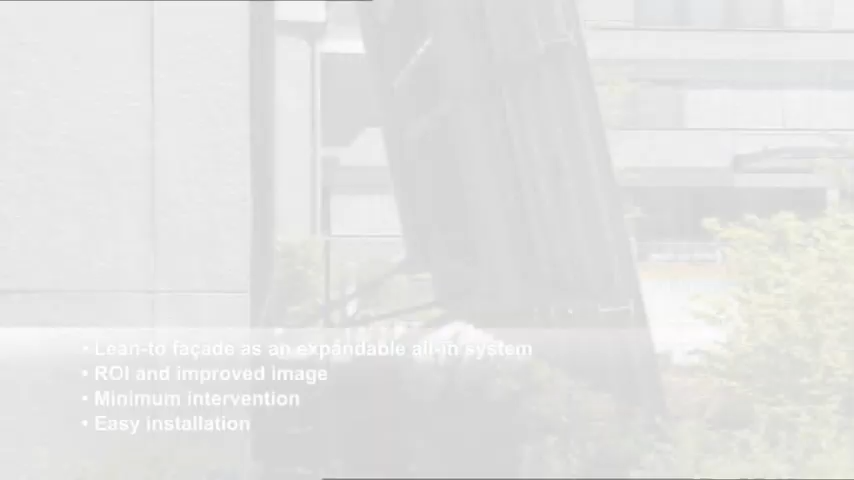 • Lean-to façade as an expandable all-in system
• ROI and improved image
• Minimum intervention
• Easy installation